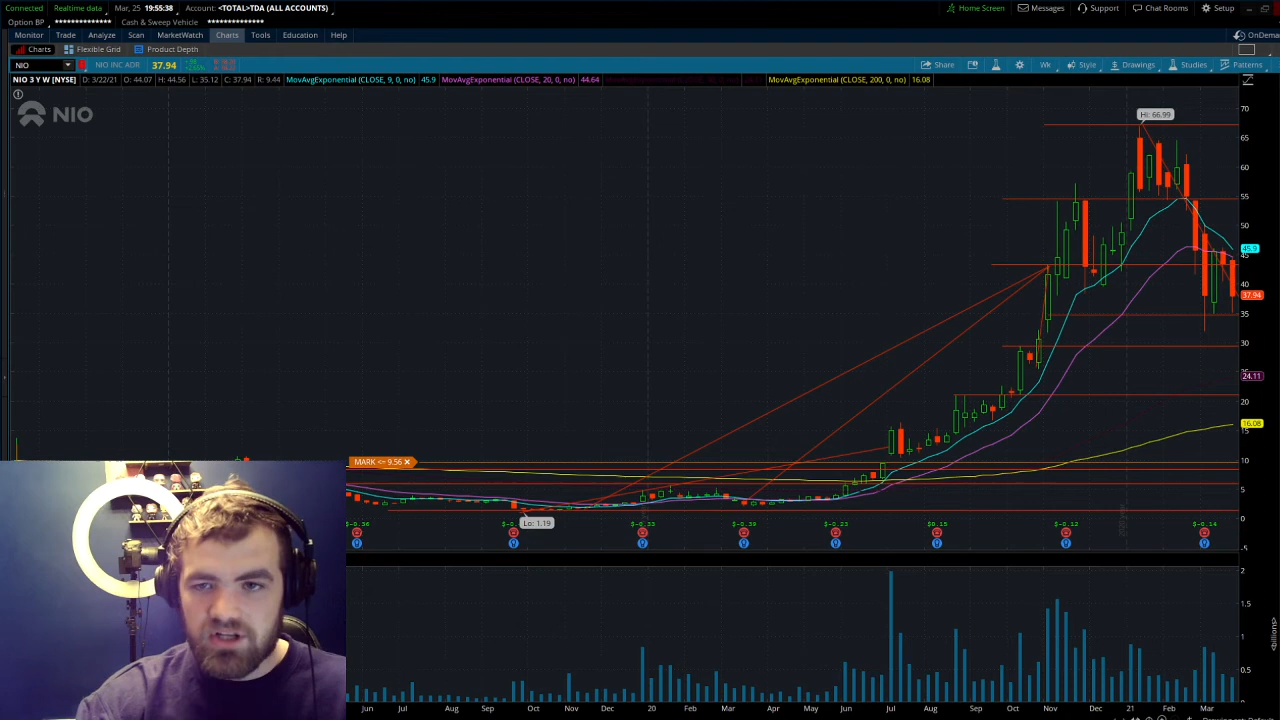 Connected Realtime data Mar, 25 19:55:38 Account: <TOTAL>TDA (ALL ACCOUNTS) Home Screen Messages Support Chat Rooms Setup
Option BP ************** Cash & Sweep Vehicle **************
Monitor Trade Analyze Scan MarketWatch Charts Tools Education Help OnDemand
Charts Flexible Grid Product Depth
NIO NIO INC ADR 37.94 Share Wk Style Drawings Studies Patterns
NIO 3 Y W [NYSE] D: 3/22/21 O: 44.07 H: 44.56 L: 35.12 C: 37.94 R: 9.44 MovAvgExponential (CLOSE, 9, 0, no) 45.9 MovAvgExponential (CLOSE, 20, 0, no) 44.64 MovAvgExponential (CLOSE, 200, 0, no) 16.08
NIO
Hi: 66.99
70
65
60
55
50
45.9
45
40
37.94
35
30
24.11
20
16.08
15
10
5
0
-5
MARK <= 9.56
Lo: 1.19
$-0.36 $-0.33 $-0.39 $-0.23 $0.15 $-0.12 $-0.14
2
1.5
1
0.5
<billions>
Jun Jul Aug Sep Oct Nov Dec 20 Feb Mar Apr May Jun Jul Aug Sep Oct Nov Dec 21 Feb Mar